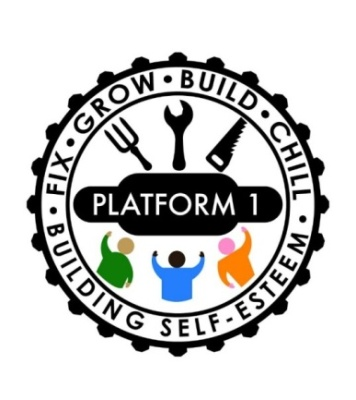 FIX • GROW • BUILD • CHILL
PLATFORM 1
• BUILDING SELF-ESTEEM •